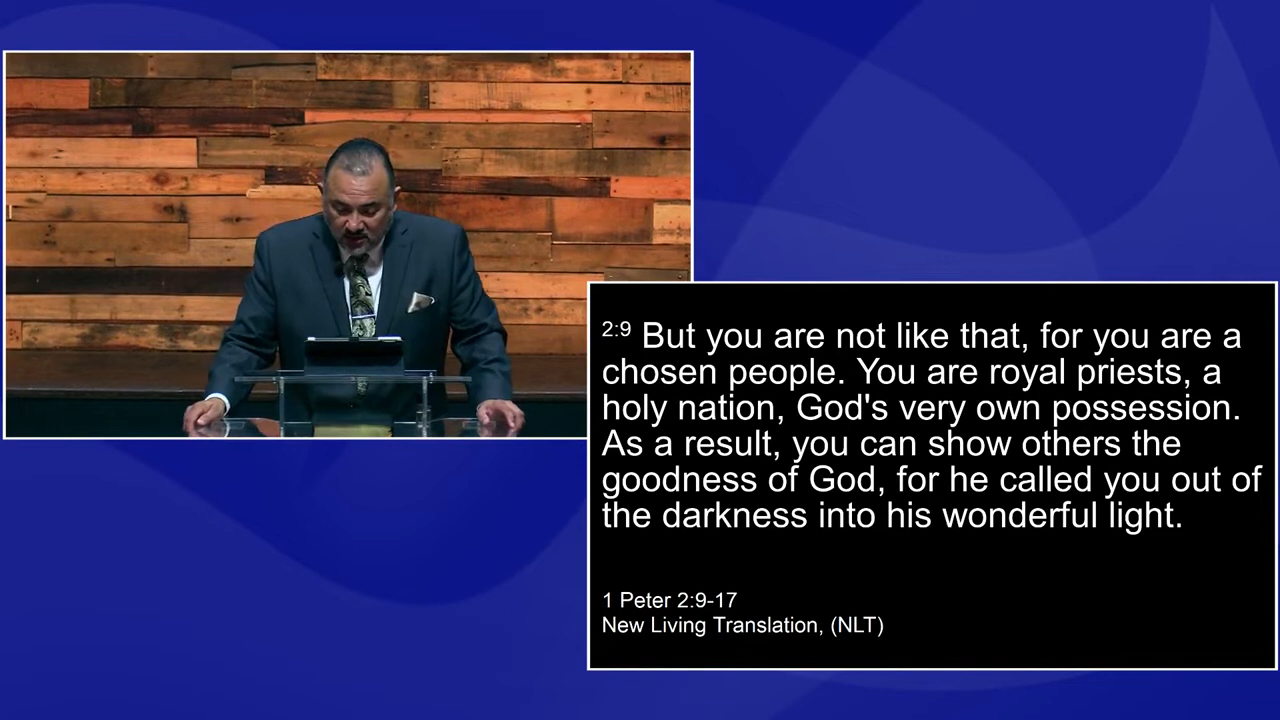 2:9 But you are not like that, for you are a
chosen people. You are royal priests, a
holy nation, God's very own possession.
As a result, you can show others the
goodness of God, for he called you out of
the darkness into his wonderful light.
1 Peter 2:9-17
New Living Translation, (NLT)